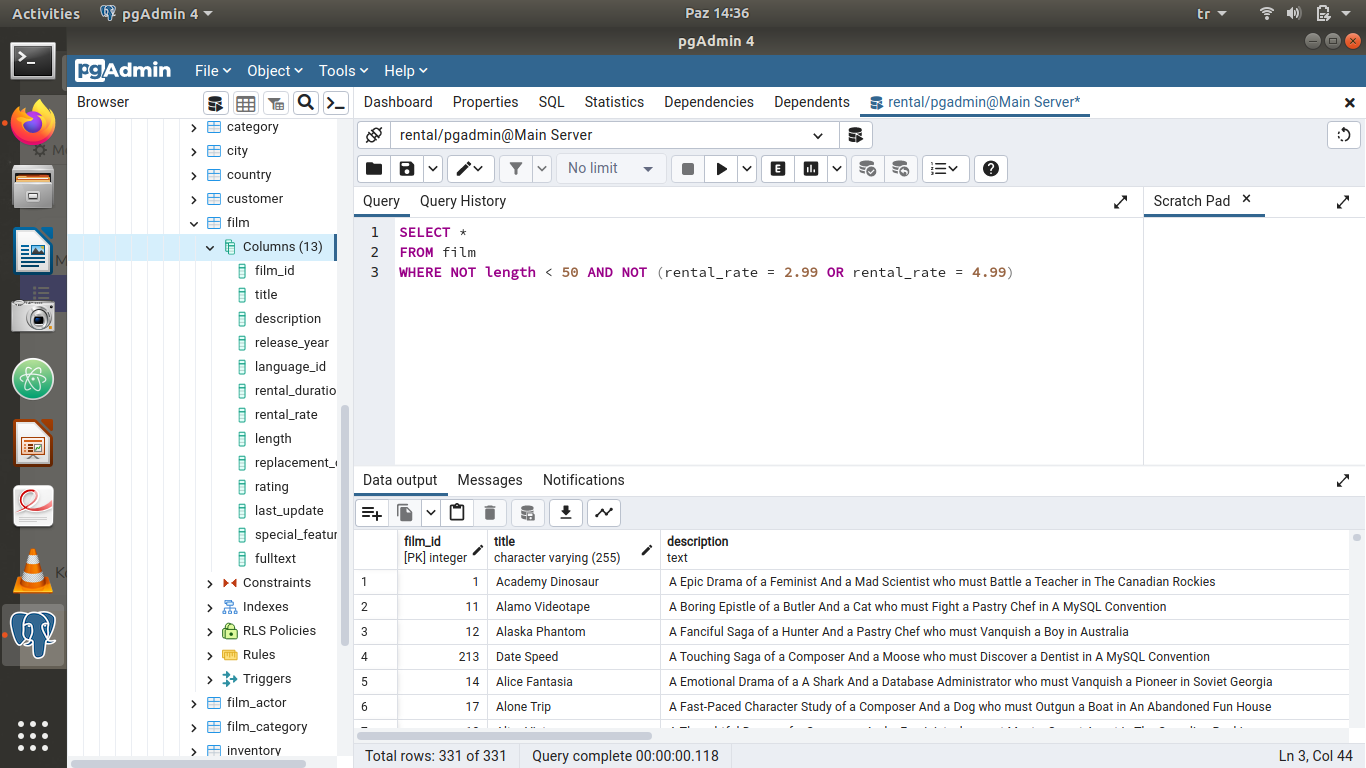 Activities pgAdmin 4 Paz 14:36 tr
pgAdmin 4
pgAdmin File Object Tools Help
Browser Dashboard Properties SQL Statistics Dependencies Dependents rental/pgadmin@Main Server*
rental/pgadmin@Main Server
No limit E
Query Query History Scratch Pad
category
city
country
customer
film
Columns (13)
film_id
title
description
release_year
language_id
rental_duratio
rental_rate
length
replacement_
rating
last_update
special_featur
fulltext
Constraints
Indexes
RLS Policies
Rules
Triggers
film_actor
film_category
inventory
1 SELECT *
2 FROM film
3 WHERE NOT length < 50 AND NOT (rental_rate = 2.99 OR rental_rate = 4.99)
Data output Messages Notifications
film_id title description
[PK] integer character varying (255) text
1 1 Academy Dinosaur A Epic Drama of a Feminist And a Mad Scientist who must Battle a Teacher in The Canadian Rockies
2 11 Alamo Videotape A Boring Epistle of a Butler And a Cat who must Fight a Pastry Chef in A MySQL Convention
3 12 Alaska Phantom A Fanciful Saga of a Hunter And a Pastry Chef who must Vanquish a Boy in Australia
4 213 Date Speed A Touching Saga of a Composer And a Moose who must Discover a Dentist in A MySQL Convention
5 14 Alice Fantasia A Emotional Drama of a A Shark And a Database Administrator who must Vanquish a Pioneer in Soviet Georgia
6 17 Alone Trip A Fast-Paced Character Study of a Composer And a Dog who must Outgun a Boat in An Abandoned Fun House
Total rows: 331 of 331 Query complete 00:00:00.118 Ln 3, Col 44